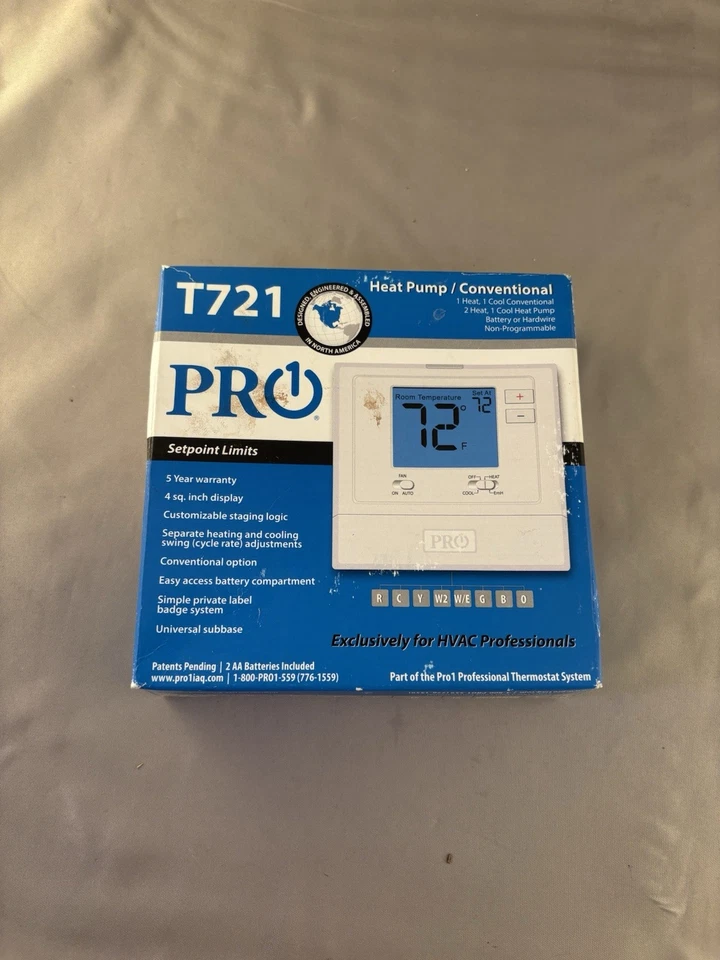 T721
DESIGNED, ENGINEERED & ASSEMBLED
IN NORTH AMERICA
Heat Pump / Conventional
1 Heat, 1 Cool Conventional
2 Heat, 1 Cool Heat Pump
Battery or Hardwire
Non-Programmable
PRO1
®
Setpoint Limits
5 Year warranty
4 sq. inch display
Customizable staging logic
Separate heating and cooling
swing (cycle rate) adjustments
Conventional option
Easy access battery compartment
Simple private label
badge system
Universal subbase
Room Temperature
Set At
72
72°
F
+
−
FAN
ON AUTO
OFF HEAT
COOL EmH
PRO1
R C Y W2 W/E G B O
Exclusively for HVAC Professionals
Patents Pending | 2 AA Batteries Included
www.pro1iaq.com | 1-800-PRO1-559 (776-1559)
Part of the Pro1 Professional Thermostat System